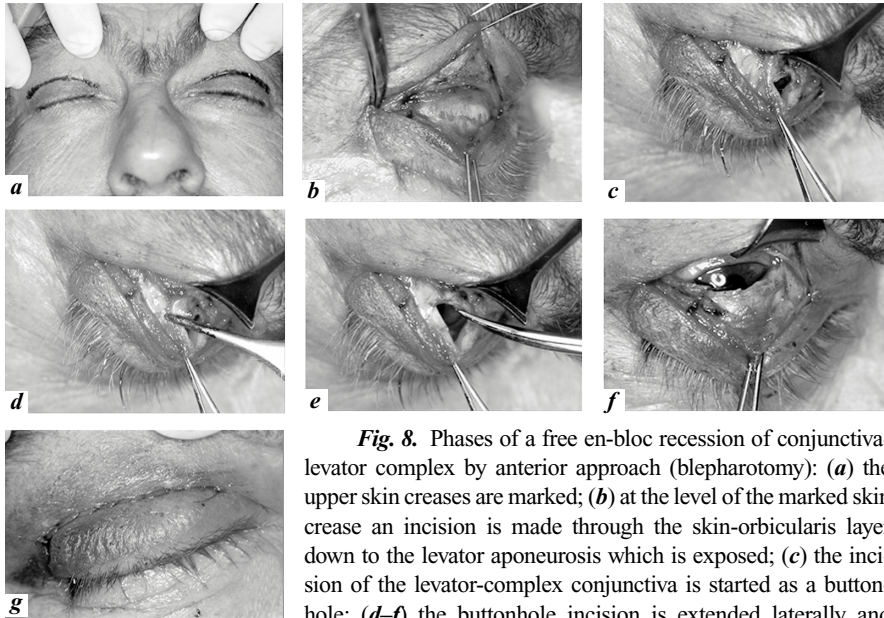 a
b
c
d
e
f
g
Fig. 8. Phases of a free en-bloc recession of conjunctiva
levator complex by anterior approach (blepharotomy): (a) the
upper skin creases are marked; (b) at the level of the marked skin
crease an incision is made through the skin-orbicularis layer
down to the levator aponeurosis which is exposed; (c) the inci
sion of the levator-complex conjunctiva is started as a button
hole; (d–f) the buttonhole incision is extended laterally and